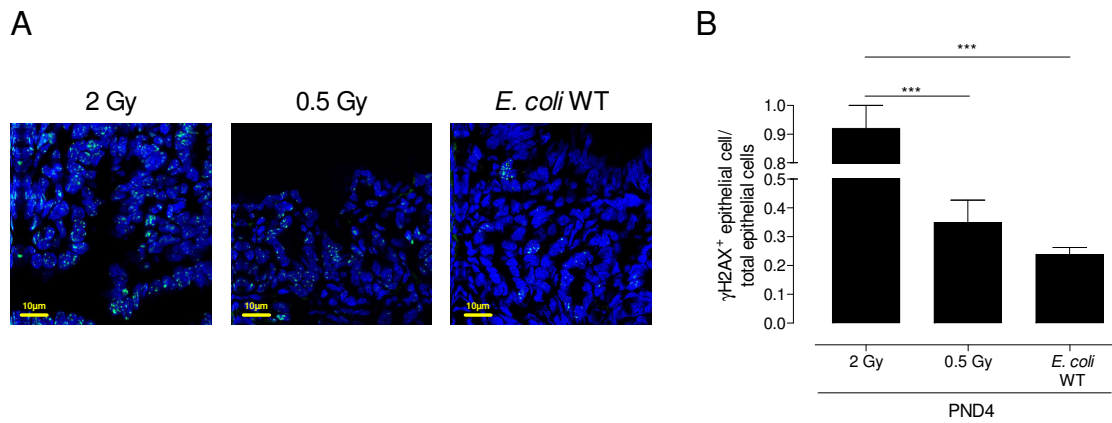 A
2 Gy
0.5 Gy
E. coli WT
10µm
10µm
10µm
B
***
***
γH2AX⁺ epithelial cell/
total epithelial cells
1.0
0.9
0.8
0.5
0.4
0.3
0.2
0.1
0.0
2 Gy
0.5 Gy
E. coli
WT
PND4